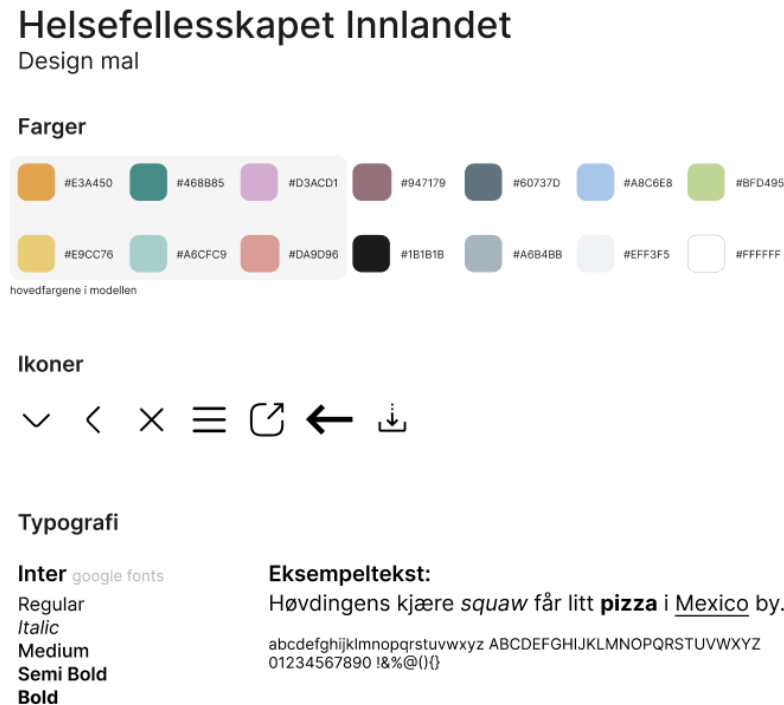 Helsefellesskapet Innlandet
Design mal
Farger
#E3A450 #468B85 #D3ACD1 #947179 #60737D #A8C6E8 #BFD495
#E9CC76 #A6CFC9 #DA9D96 #1B1B1B #A6B4BB #EFF3F5 #FFFFFF
hovedfargene i modellen
Ikoner
Typografi
Inter google fonts
Regular
Italic
Medium
Semi Bold
Bold
Eksempeltekst:
Høvdingens kjære squaw får litt pizza i Mexico by.
abcdefghijklmnopqrstuvwxyz ABCDEFGHIJKLMNOPQRSTUVWXYZ
01234567890 !&%@(){}